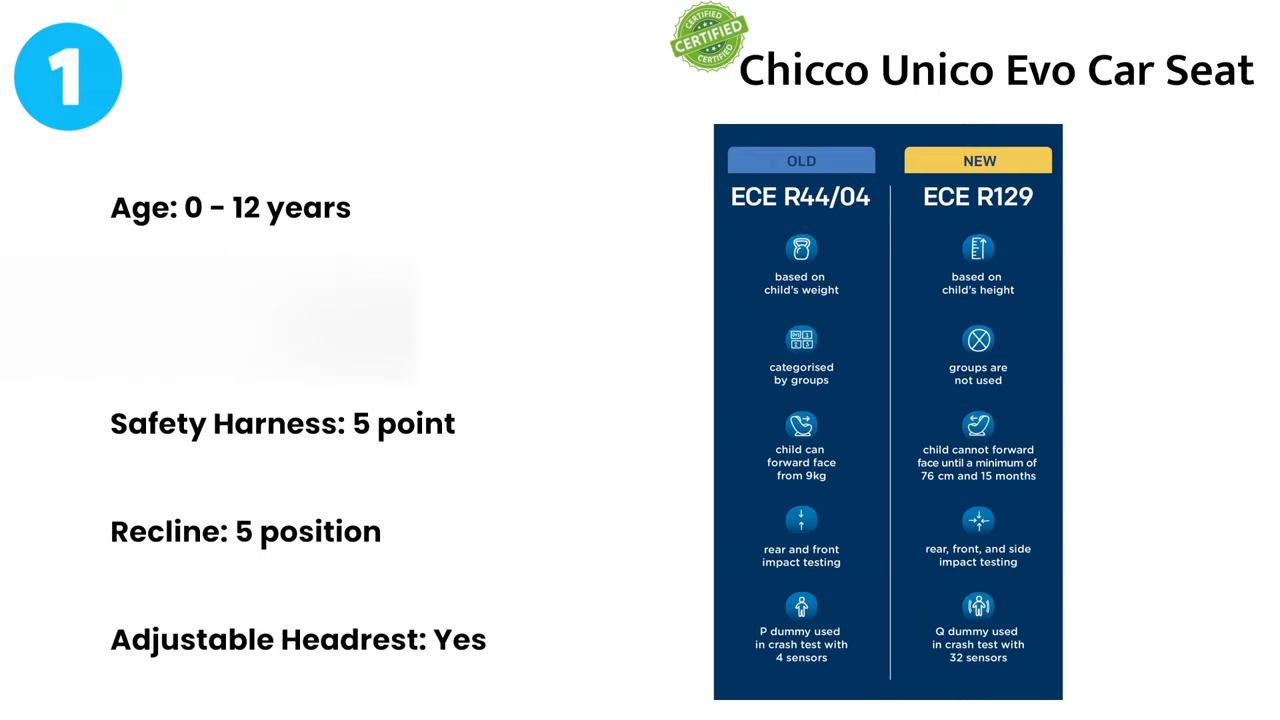 1
CERTIFIED
CERTIFIED
CERTIFIED
Chicco Unico Evo Car Seat
Age: 0 - 12 years
Safety Harness: 5 point
Recline: 5 position
Adjustable Headrest: Yes
OLD
ECE R44/04
based on
child's weight
categorised
by groups
child can
forward face
from 9kg
rear and front
impact testing
P dummy used
in crash test with
4 sensors
NEW
ECE R129
based on
child's height
groups are
not used
child cannot forward
face until a minimum of
76 cm and 15 months
rear, front, and side
impact testing
Q dummy used
in crash test with
32 sensors